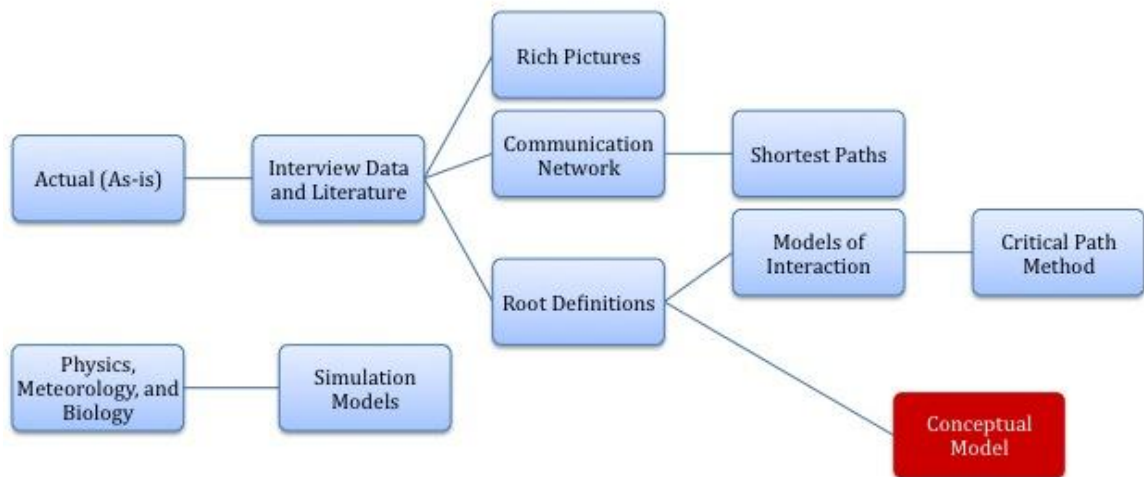 Rich Pictures
Actual (As-is)
Interview Data
and Literature
Communication
Network
Shortest Paths
Root Definitions
Models of
Interaction
Critical Path
Method
Physics,
Meteorology, and
Biology
Simulation
Models
Conceptual
Model